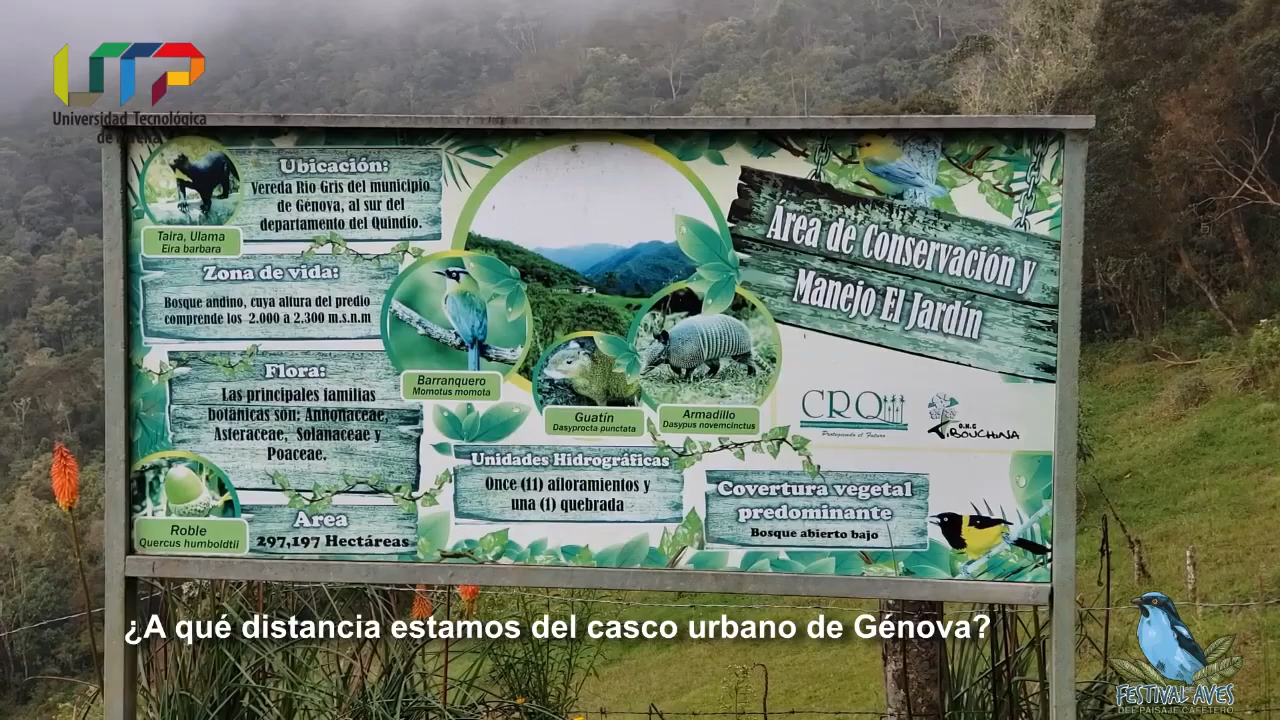 UTP
Universidad Tecnológica
de Pereira
Ubicación:
Vereda Rio Gris del municipio
de Génova, al sur del
departamento del Quindío.
Taira, Ulama
Eira barbara
Zona de vida:
Bosque andino, cuya altura del predio
comprende los 2.000 a 2.300 m.s.n.m
Flora:
Las principales familias
botánicas son: Annonaceae,
Asteraceae, Solanaceae y
Poaceae.
Roble
Quercus humboldtii
Area
297,197 Hectáreas
Barranquero
Momotus momota
Guatín
Dasyprocta punctata
Armadillo
Dasypus novemcinctus
Unidades Hidrográficas
Once (11) afloramientos y
una (1) quebrada
Área de Conservación y
Manejo El Jardín
CRQ
Protegiendo el Futuro
O.N.G
TIBOUCHINA
Covertura vegetal
predominante
Bosque abierto bajo
¿A qué distancia estamos del casco urbano de Génova?
FESTIVAL AVES
DEL PAISAJE CAFETERO